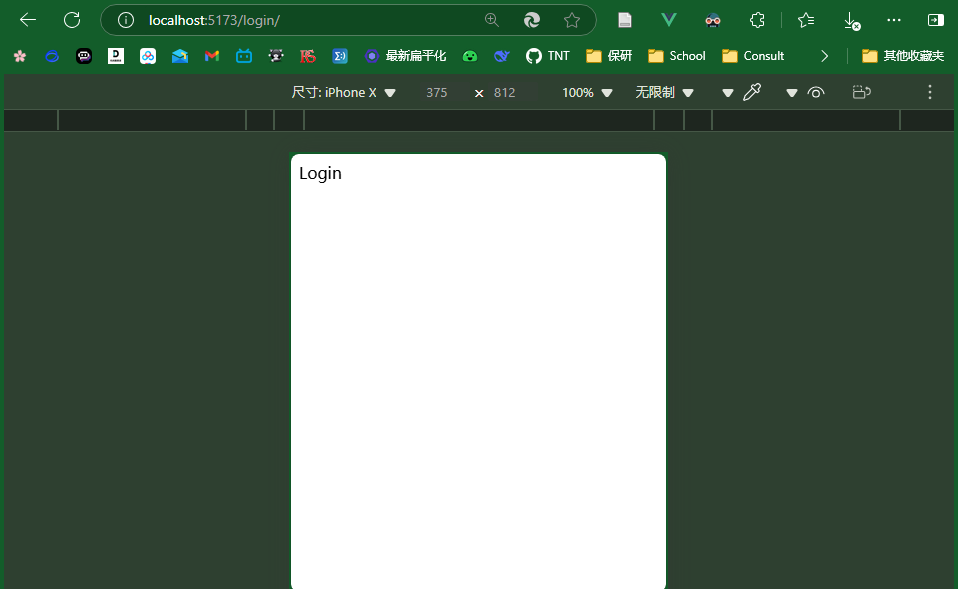 localhost:5173/login/
最新扁平化 TNT 保研 School Consult 其他收藏夹
尺寸: iPhone X 375 × 812 100% 无限制
Login